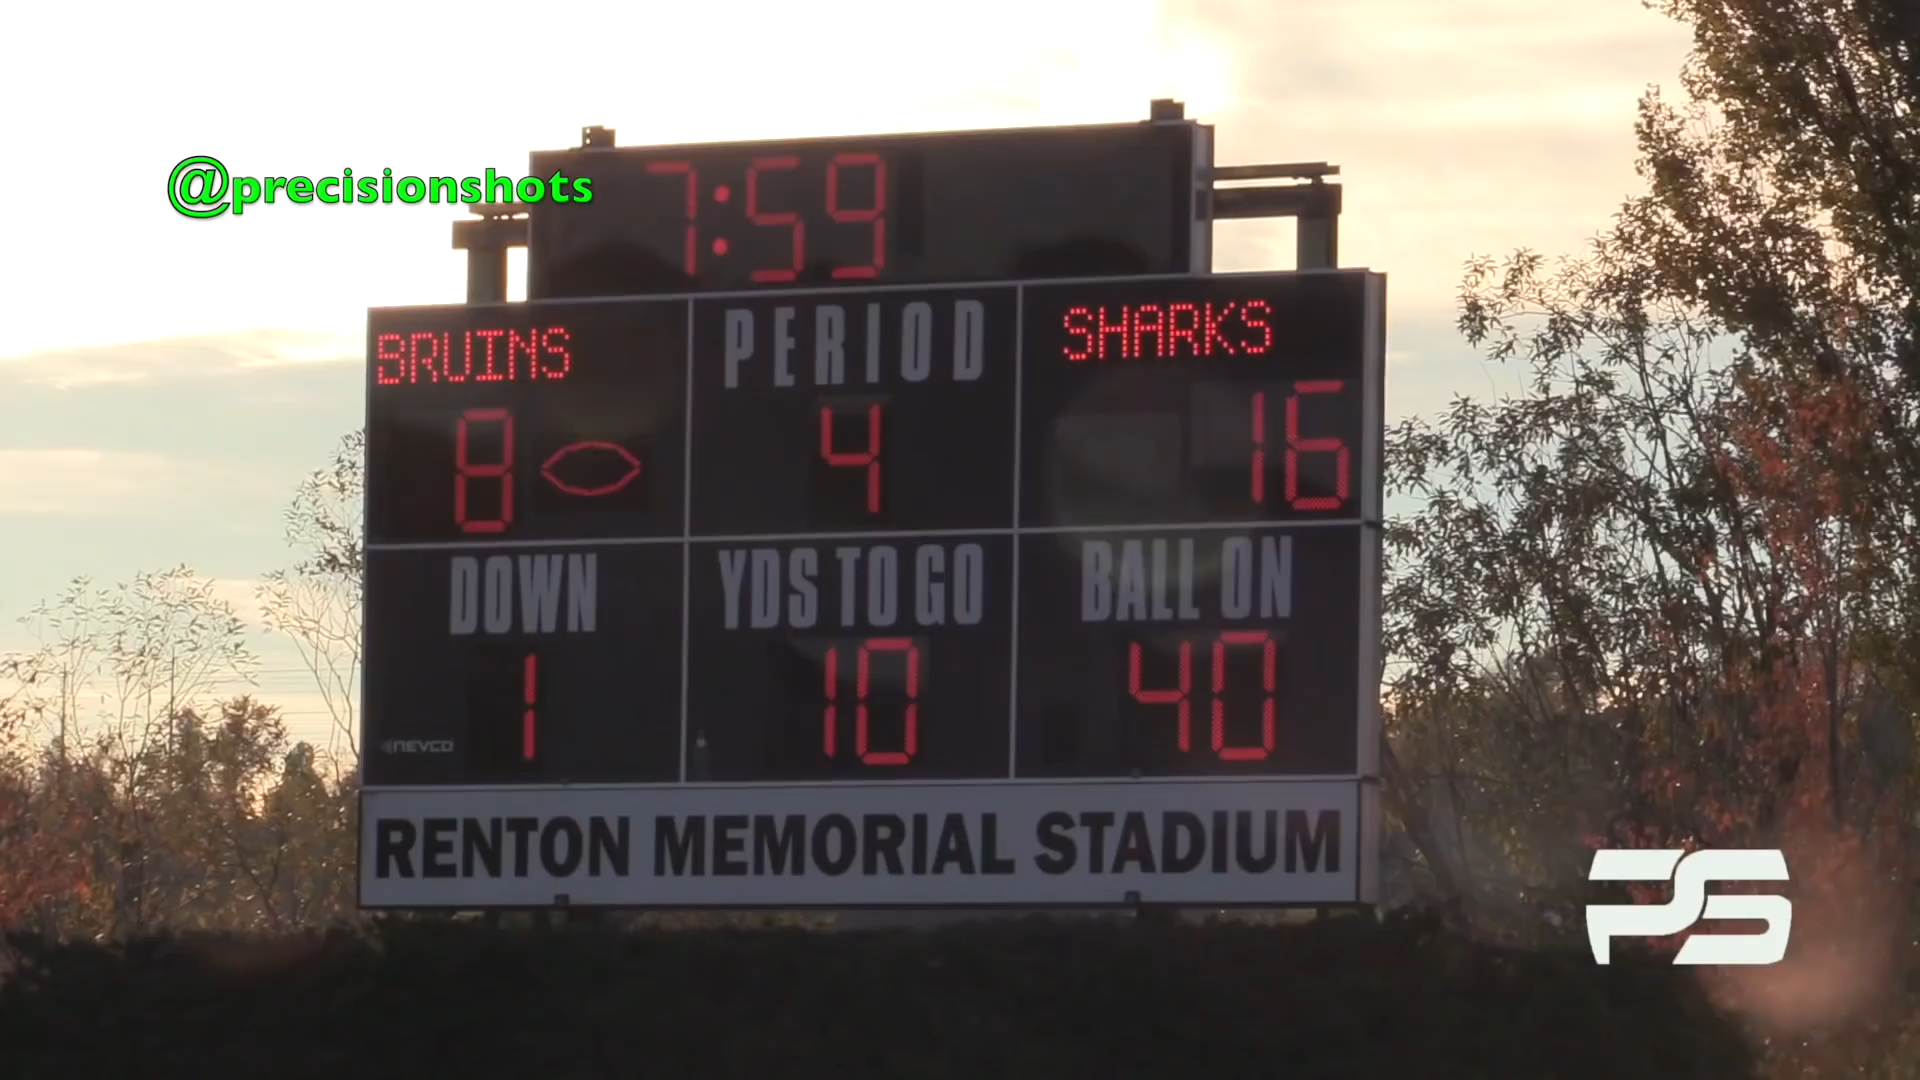 @precisionshots
7:59
BRUINS PERIOD SHARKS
8 4 16
DOWN YDS TO GO BALL ON
1 10 40
NEVCO
RENTON MEMORIAL STADIUM
PS